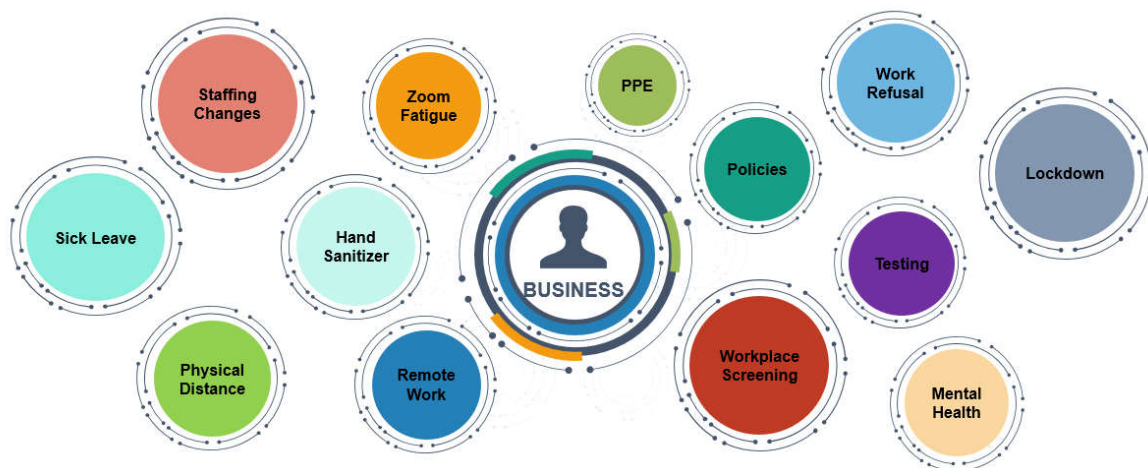 Staffing
Changes
Zoom
Fatigue
PPE
Work
Refusal
Policies
Lockdown
Sick Leave
Hand
Sanitizer
BUSINESS
Testing
Physical
Distance
Remote
Work
Workplace
Screening
Mental
Health